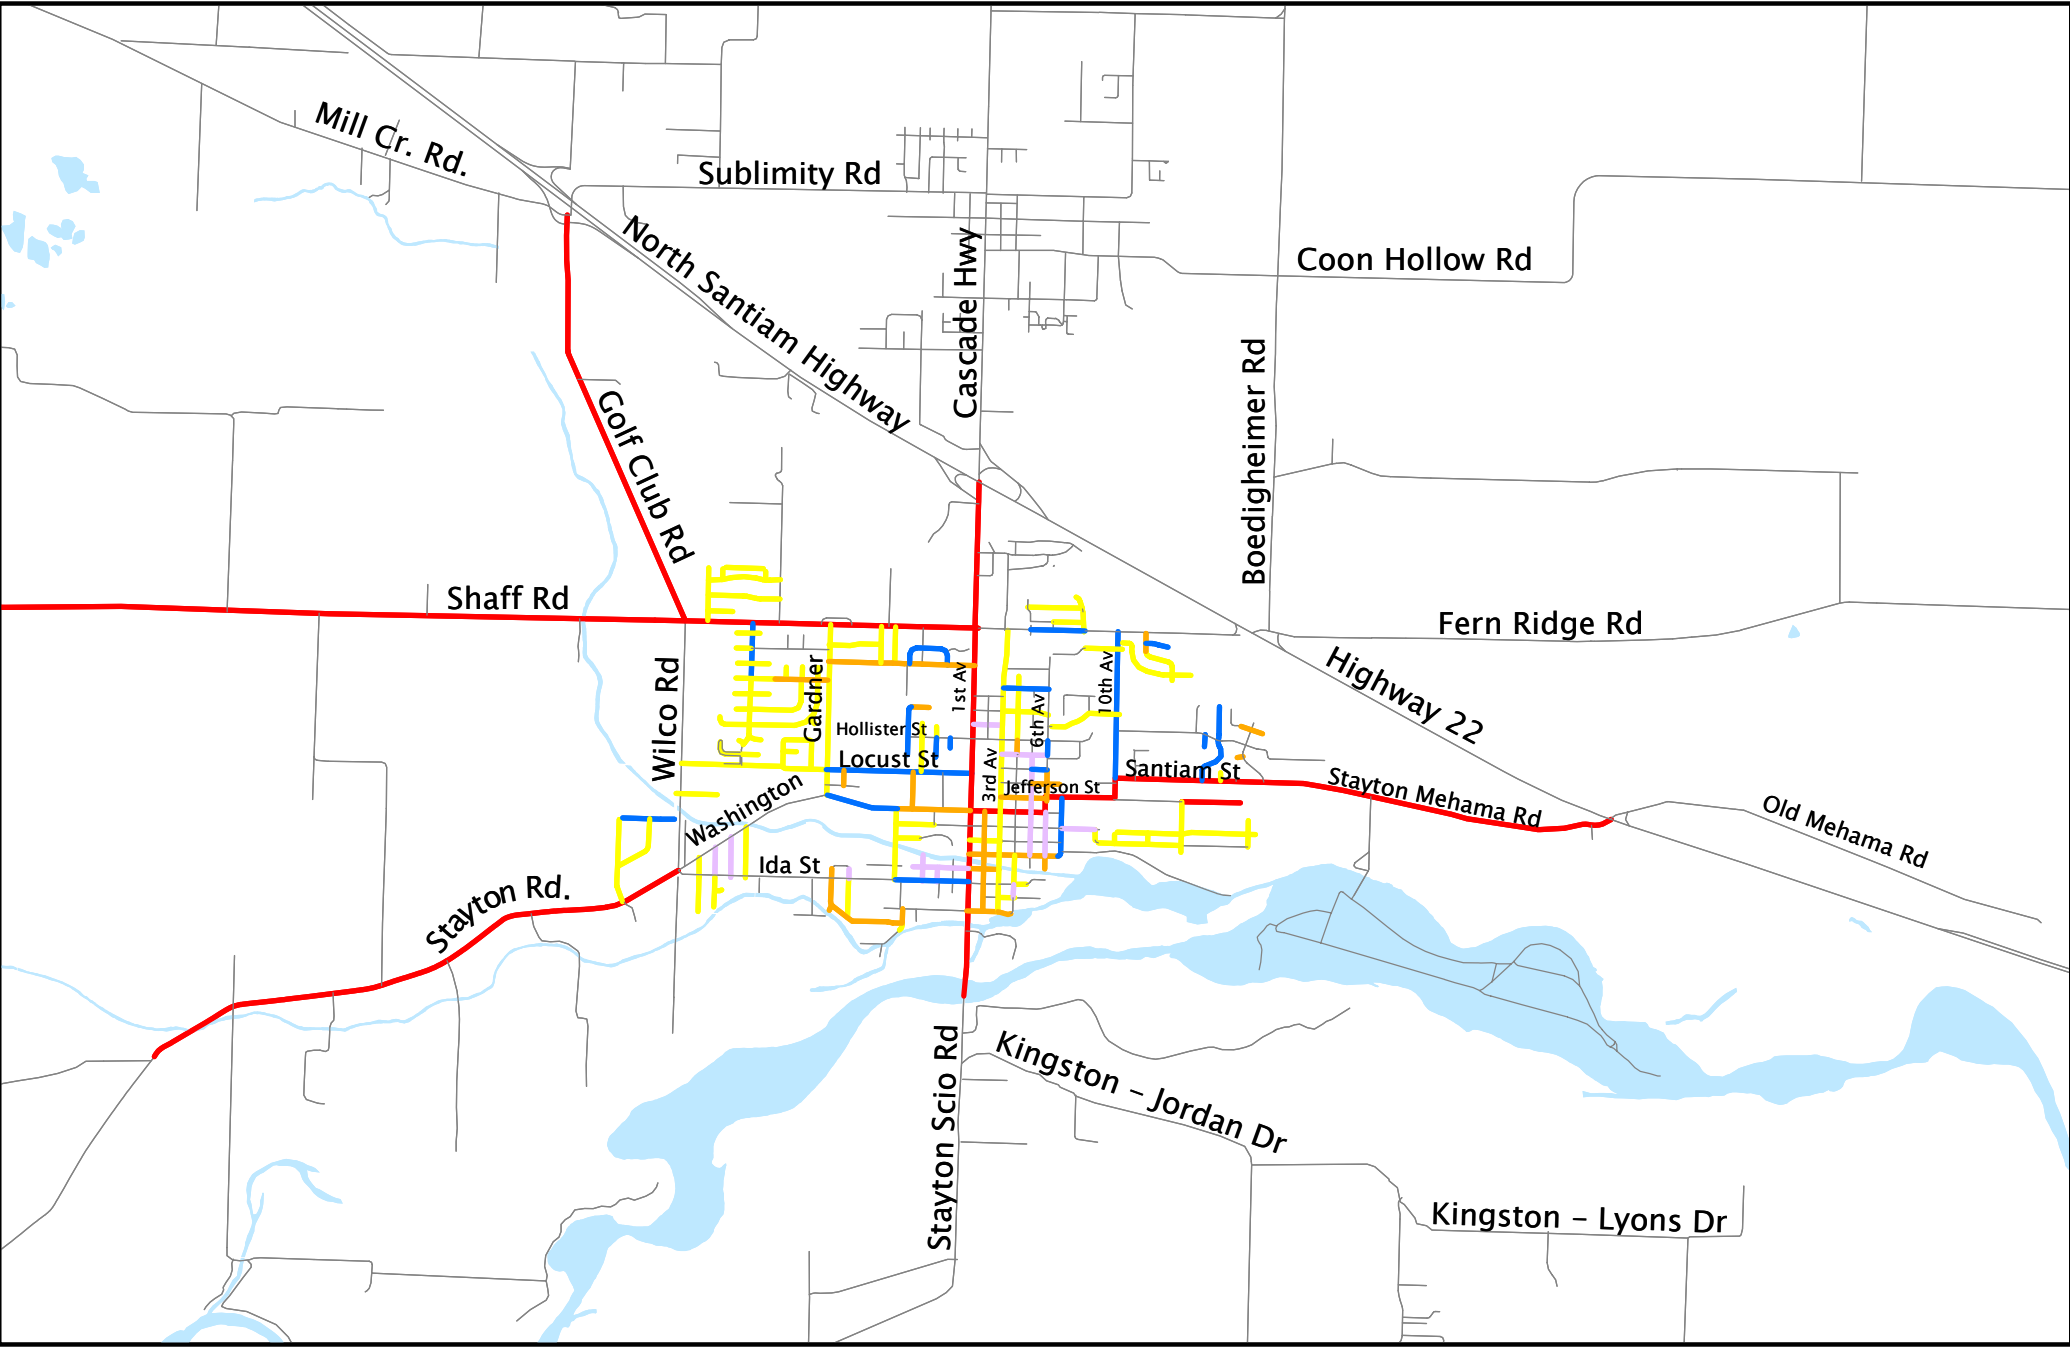 Mill Cr. Rd.
Sublimity Rd
North Santiam Highway
Cascade Hwy
Coon Hollow Rd
Boedigheimer Rd
Golf Club Rd
Shaff Rd
Fern Ridge Rd
Highway 22
Wilco Rd
Gardner
1st Av
10th Av
6th Av
Hollister St
Locust St
3rd Av
Jefferson St
Santiam St
Stayton Mehama Rd
Old Mehama Rd
Washington
Ida St
Stayton Rd.
Stayton Scio Rd
Kingston - Jordan Dr
Kingston - Lyons Dr